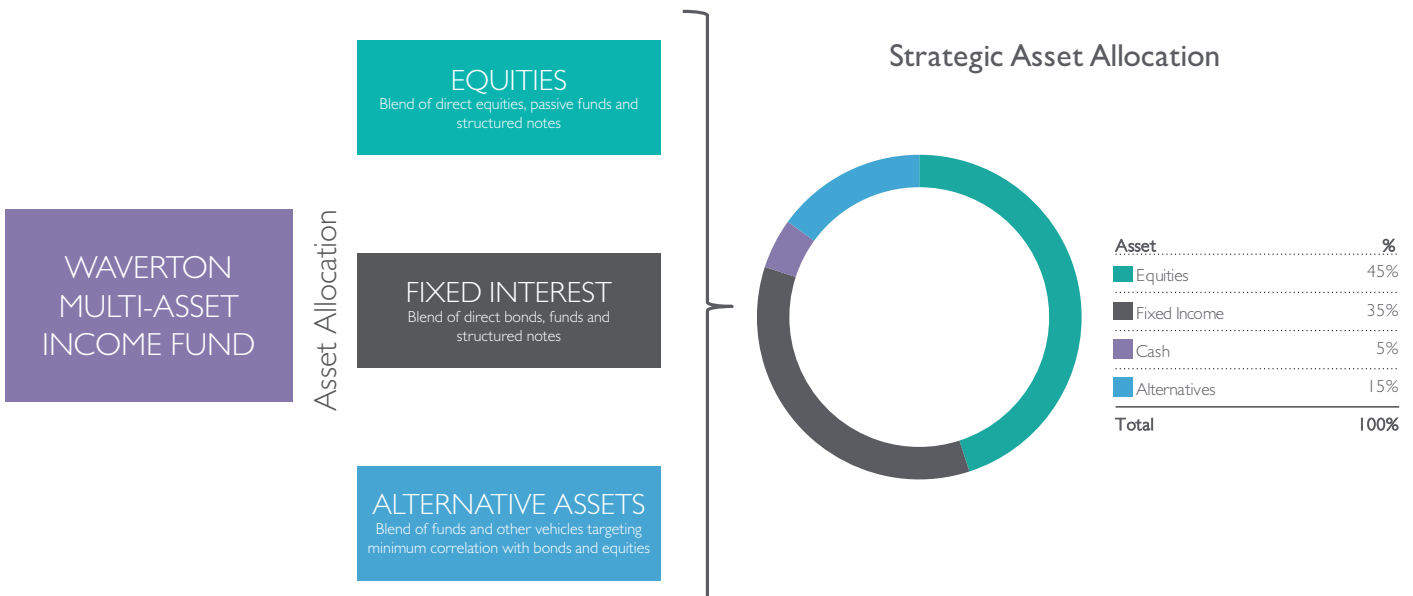 WAVERTON
MULTI-ASSET
INCOME FUND
Asset Allocation
EQUITIES
Blend of direct equities, passive funds and
structured notes
FIXED INTEREST
Blend of direct bonds, funds and
structured notes
ALTERNATIVE ASSETS
Blend of funds and other vehicles targeting
minimum correlation with bonds and equities
Strategic Asset Allocation
Asset %
Equities 45%
Fixed Income 35%
Cash 5%
Alternatives 15%
Total 100%